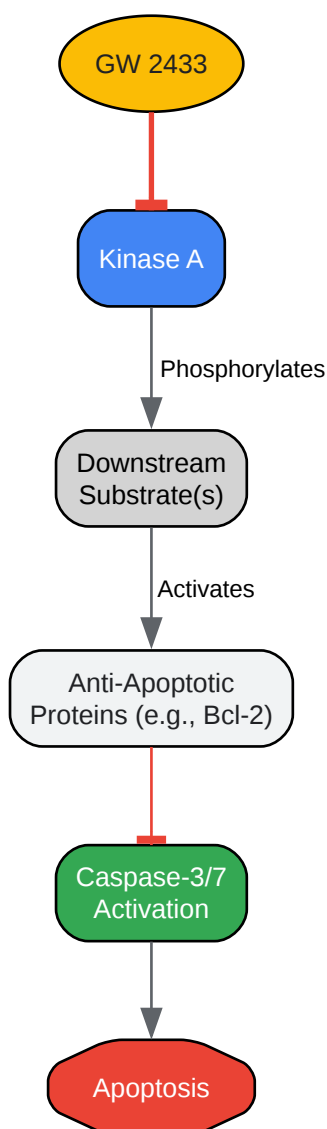 GW 2433
Kinase A
Phosphorylates
Downstream
Substrate(s)
Activates
Anti-Apoptotic
Proteins (e.g., Bcl-2)
Caspase-3/7
Activation
Apoptosis